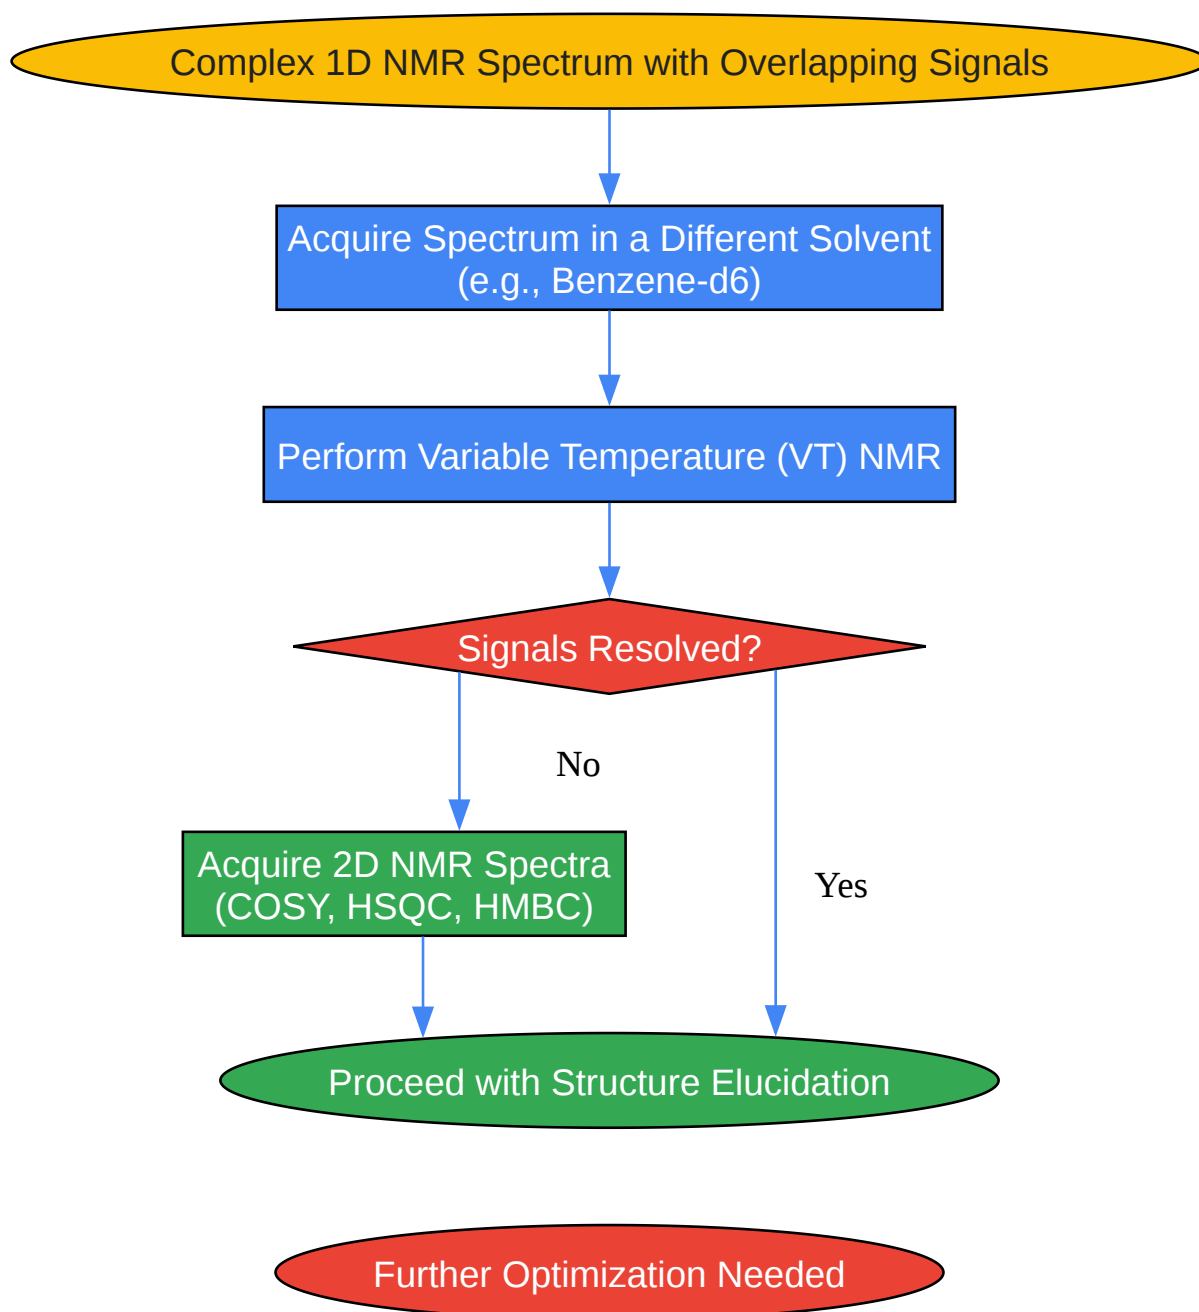 Complex 1D NMR Spectrum with Overlapping Signals
Acquire Spectrum in a Different Solvent
(e.g., Benzene-d6)
Perform Variable Temperature (VT) NMR
Signals Resolved?
No
Acquire 2D NMR Spectra
(COSY, HSQC, HMBC)
Yes
Proceed with Structure Elucidation
Further Optimization Needed